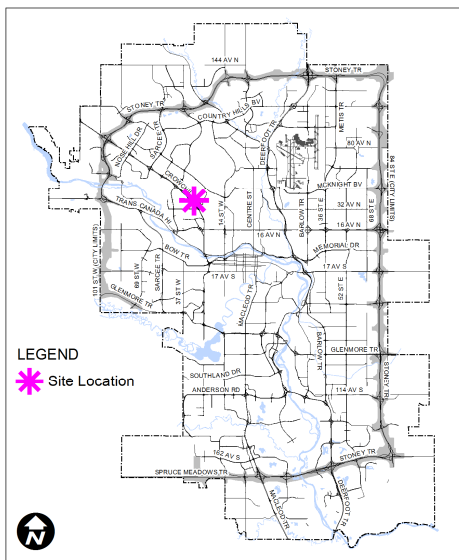 144 AV N
STONEY TR
STONEY TR
COUNTRY HILLS BV
NOSE HILL DR
SARCEE TR
DEERFOOT TR
METIS TR
80 AV N
CROWCH
MCKNIGHT BV
84 ST E (CITY LIMITS)
TRANS CANADA HI
14 ST W
CENTRE ST
BARLOW TR
36 ST E
32 AV N
68 ST E
16 AV N
16 AV N
BOW TR
MEMORIAL DR
17 AV S
17 AV S
101 ST W (CITY LIMITS)
69 ST W
SARCEE TR
37 ST W
MACLEOD TR
52 ST E
GLENMORE TR
BARLOW TR
GLENMORE TR
LEGEND
Site Location
SOUTHLAND DR
ANDERSON RD
114 AV S
STONEY TR
162 AV S
STONEY TR
SPRUCE MEADOWS TR
MACLEOD TR
DEERFOOT TR
N